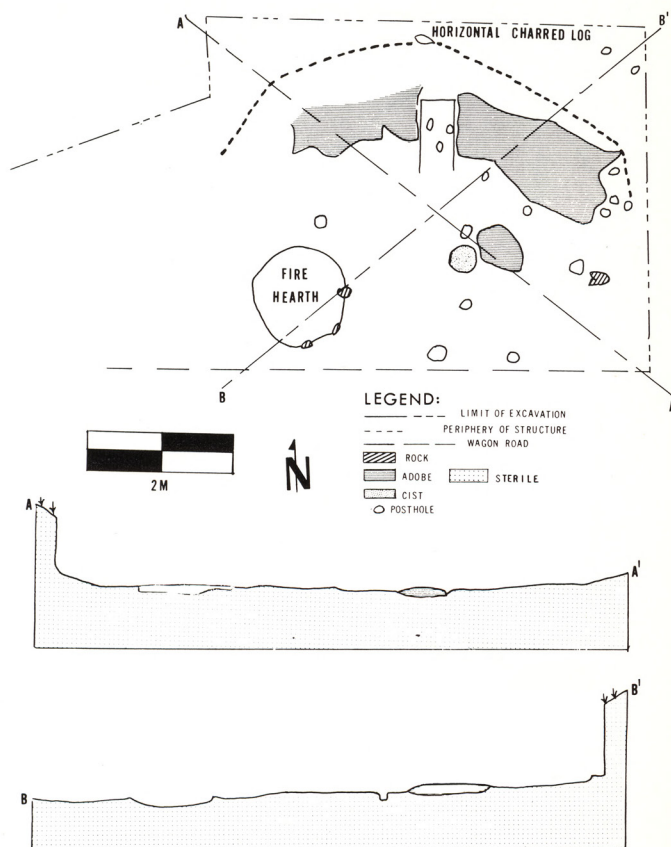 A
HORIZONTAL CHARRED LOG
B'
FIRE
HEARTH
B
LEGEND:
LIMIT OF EXCAVATION
PERIPHERY OF STRUCTURE
WAGON ROAD
ROCK
ADOBE
STERILE
CIST
POSTHOLE
2M
N
A
A'
B'
B